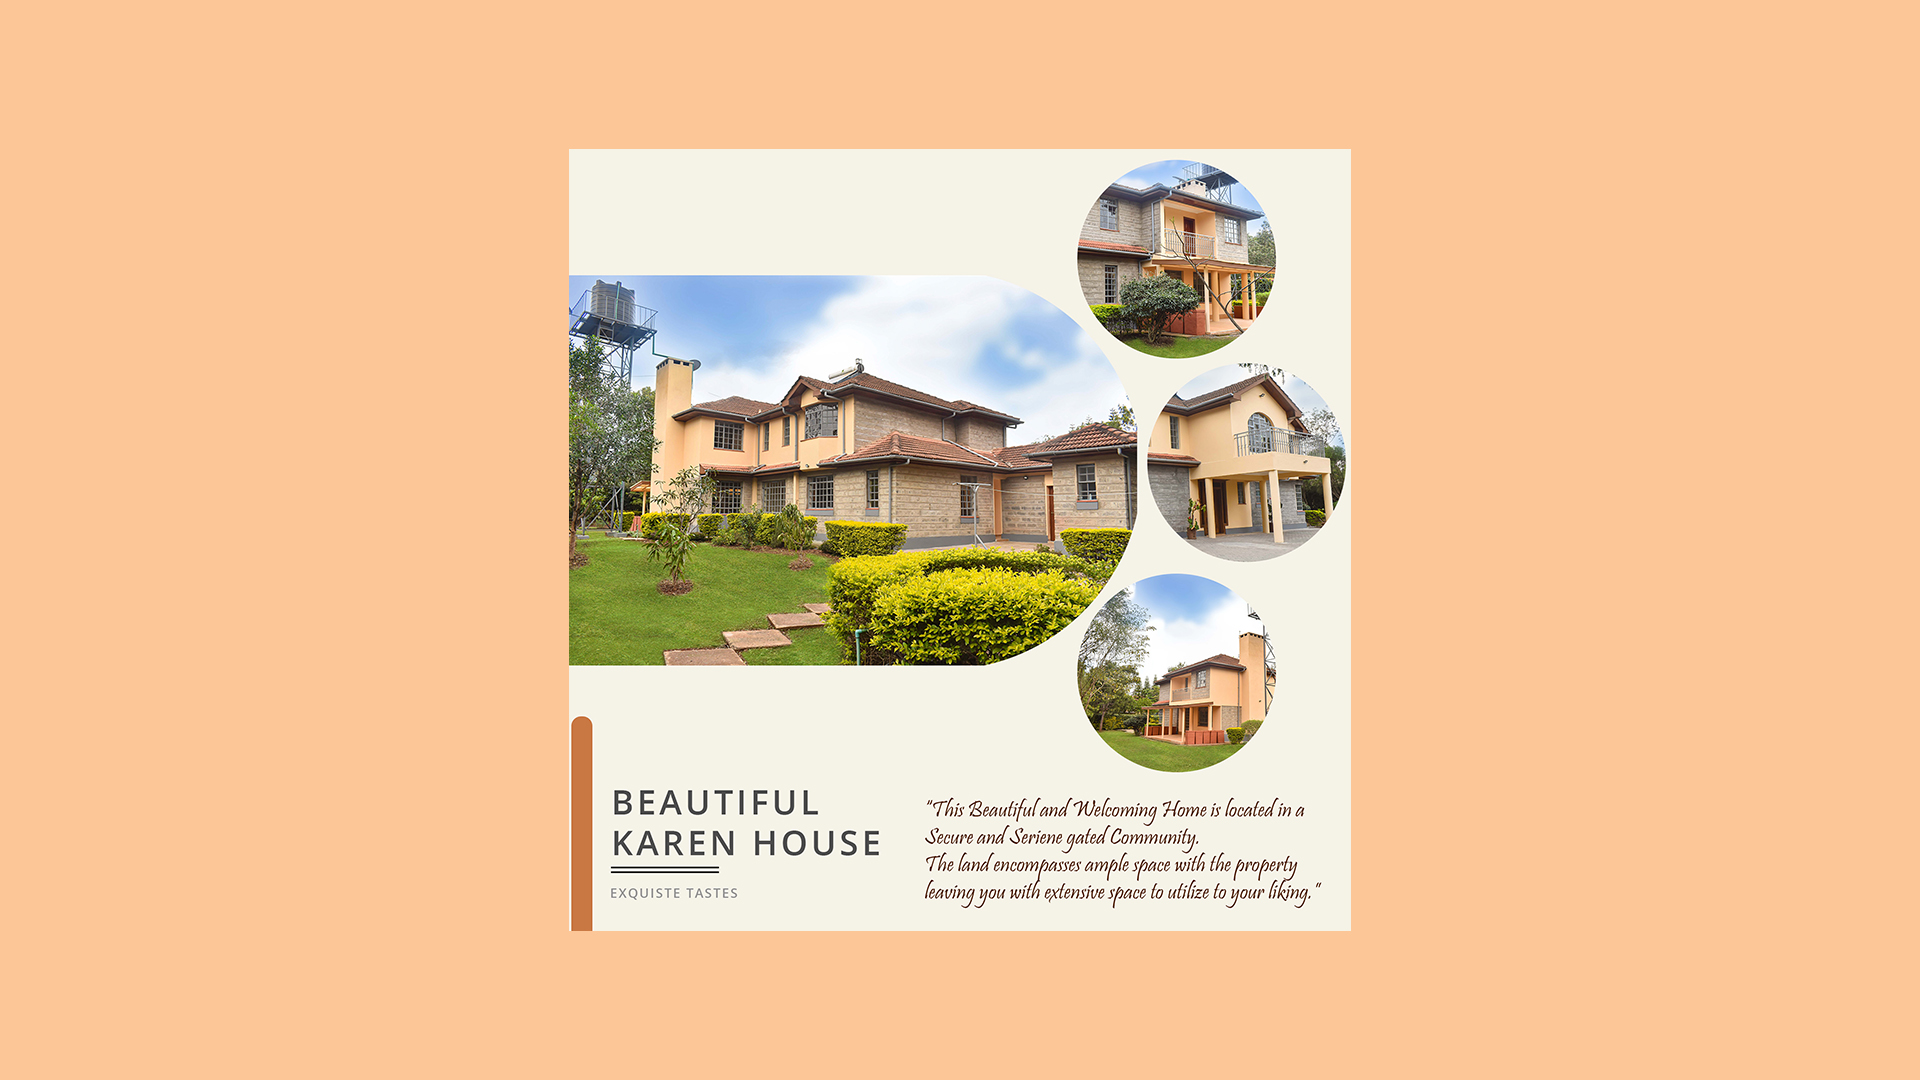 BEAUTIFUL
KAREN HOUSE
EXQUISTE TASTES
"This Beautiful and Welcoming Home is located in a
Secure and Seriene gated Community.
The land encompasses ample space with the property
leaving you with extensive space to utilize to your liking."